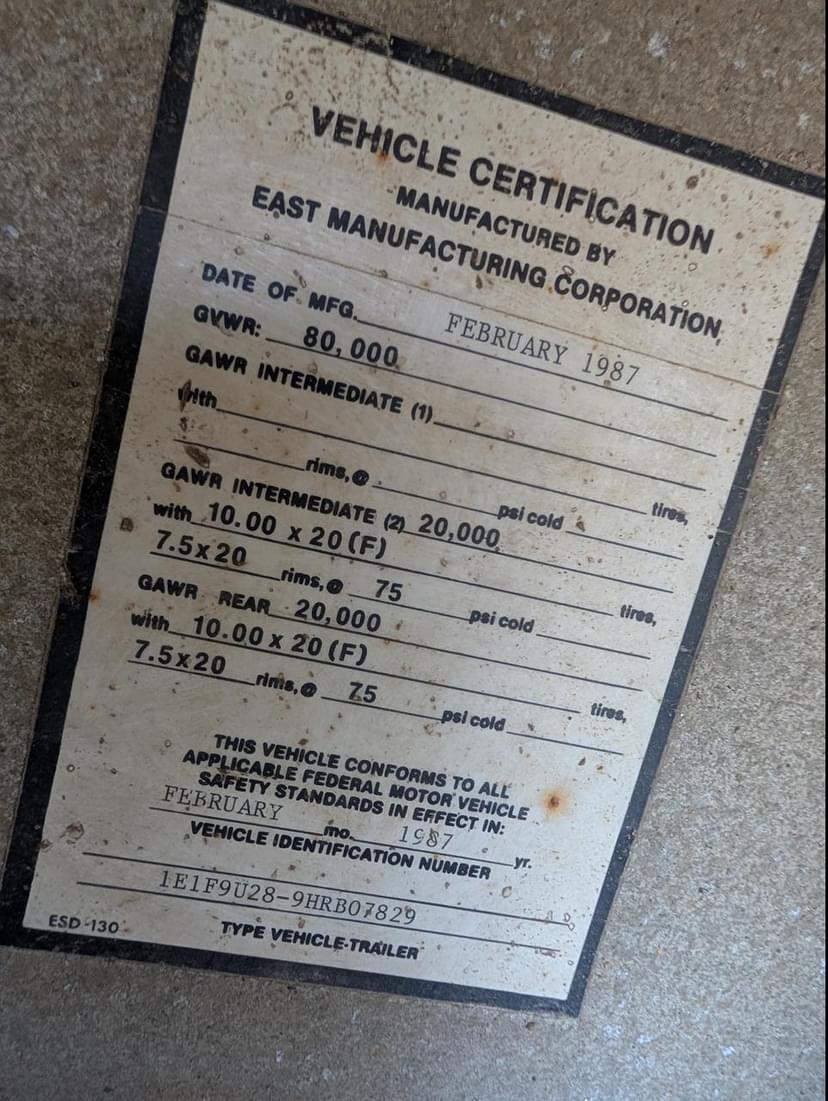 VEHICLE CERTIFICATION
MANUFACTURED BY
EAST MANUFACTURING CORPORATION,
DATE OF MFG. FEBRUARY 1987
GVWR: 80,000
GAWR INTERMEDIATE (1)
with tires,
rims, @ psi cold
GAWR INTERMEDIATE (2) 20,000
with 10.00 x 20 (F) tires,
7.5x20 rims, @ 75 psi cold
GAWR REAR 20,000
with 10.00 x 20 (F) tires,
7.5x20 rims, @ 75 psi cold
THIS VEHICLE CONFORMS TO ALL
APPLICABLE FEDERAL MOTOR VEHICLE
SAFETY STANDARDS IN EFFECT IN:
FEBRUARY mo. 1987 yr.
VEHICLE IDENTIFICATION NUMBER
1E1F9U28-9HRB07829
ESD-130 TYPE VEHICLE-TRAILER